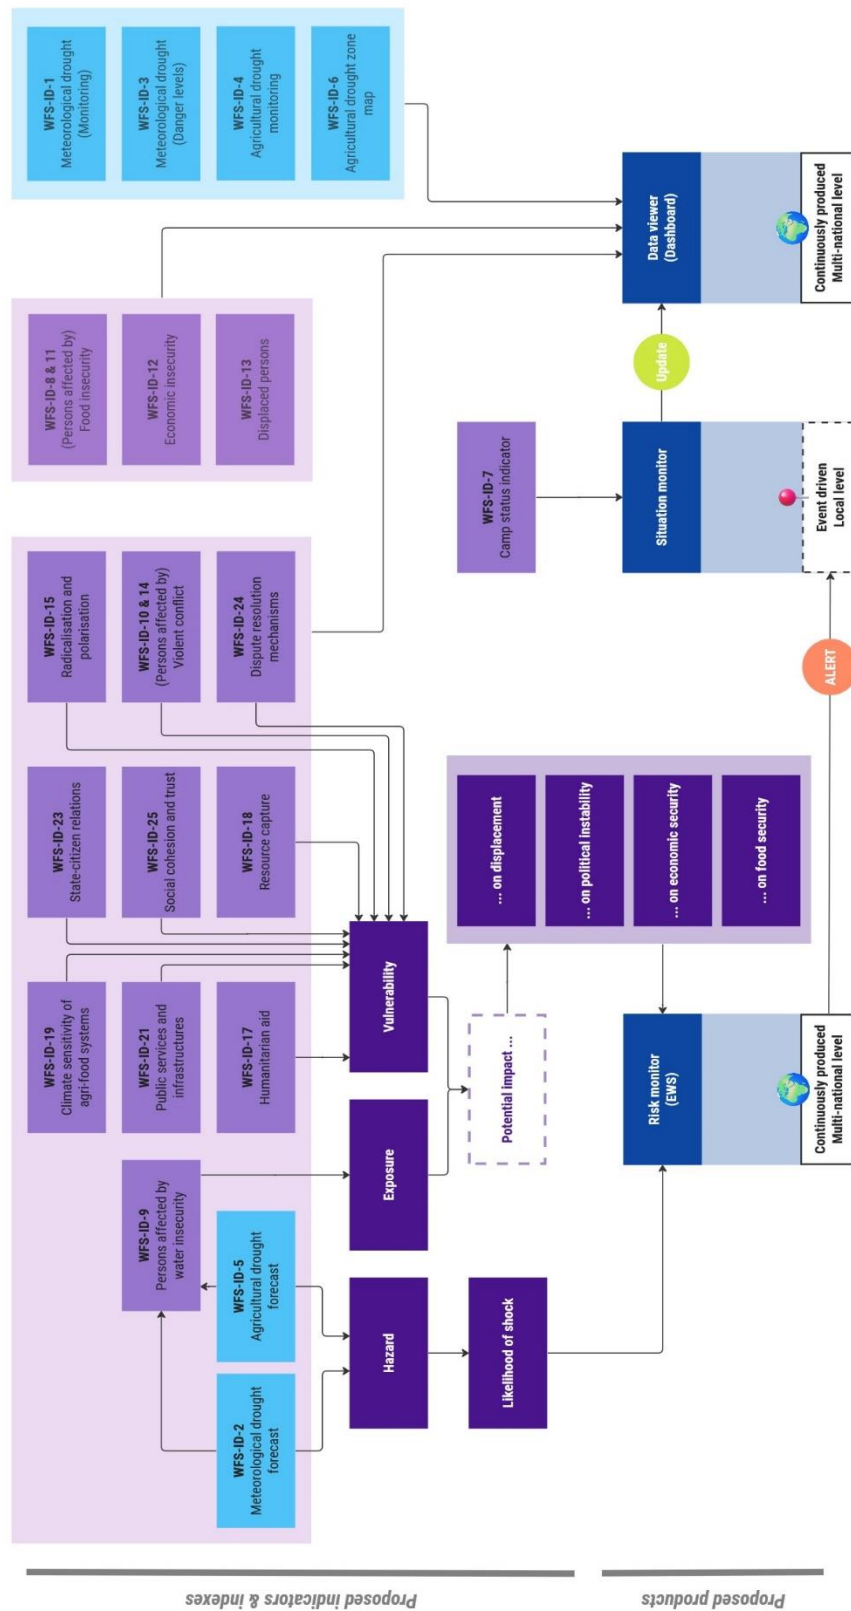 Proposed indicators & indexes
Proposed products
WFS-ID-2
Meteorological drought
forecast
WFS-ID-5
Agricultural drought
forecast
WFS-ID-9
Persons affected by
water insecurity
WFS-ID-19
Climate sensitivity of
agri-food systems
WFS-ID-21
Public services and
infrastructures
WFS-ID-17
Humanitarian aid
WFS-ID-23
State-citizen relations
WFS-ID-25
Social cohesion and trust
WFS-ID-18
Resource capture
WFS-ID-15
Radicalisation and
polarisation
WFS-ID-10 & 14
(Persons affected by)
Violent conflict
WFS-ID-24
Dispute resolution
mechanisms
WFS-ID-8 & 11
(Persons affected by)
Food insecurity
WFS-ID-12
Economic insecurity
WFS-ID-13
Displaced persons
WFS-ID-1
Meteorological drought
(Monitoring)
WFS-ID-3
Meteorological drought
(Danger levels)
WFS-ID-4
Agricultural drought
monitoring
WFS-ID-6
Agricultural drought zone
map
Hazard
Exposure
Vulnerability
Likelihood of shock
Potential impact ...
... on displacement
... on political instability
... on economic security
... on food security
WFS-ID-7
Camp status indicator
Risk monitor
(EWS)
Continuously produced
Multi-national level
ALERT
Situation monitor
Event driven
Local level
Update
Data viewer
(Dashboard)
Continuously produced
Multi-national level